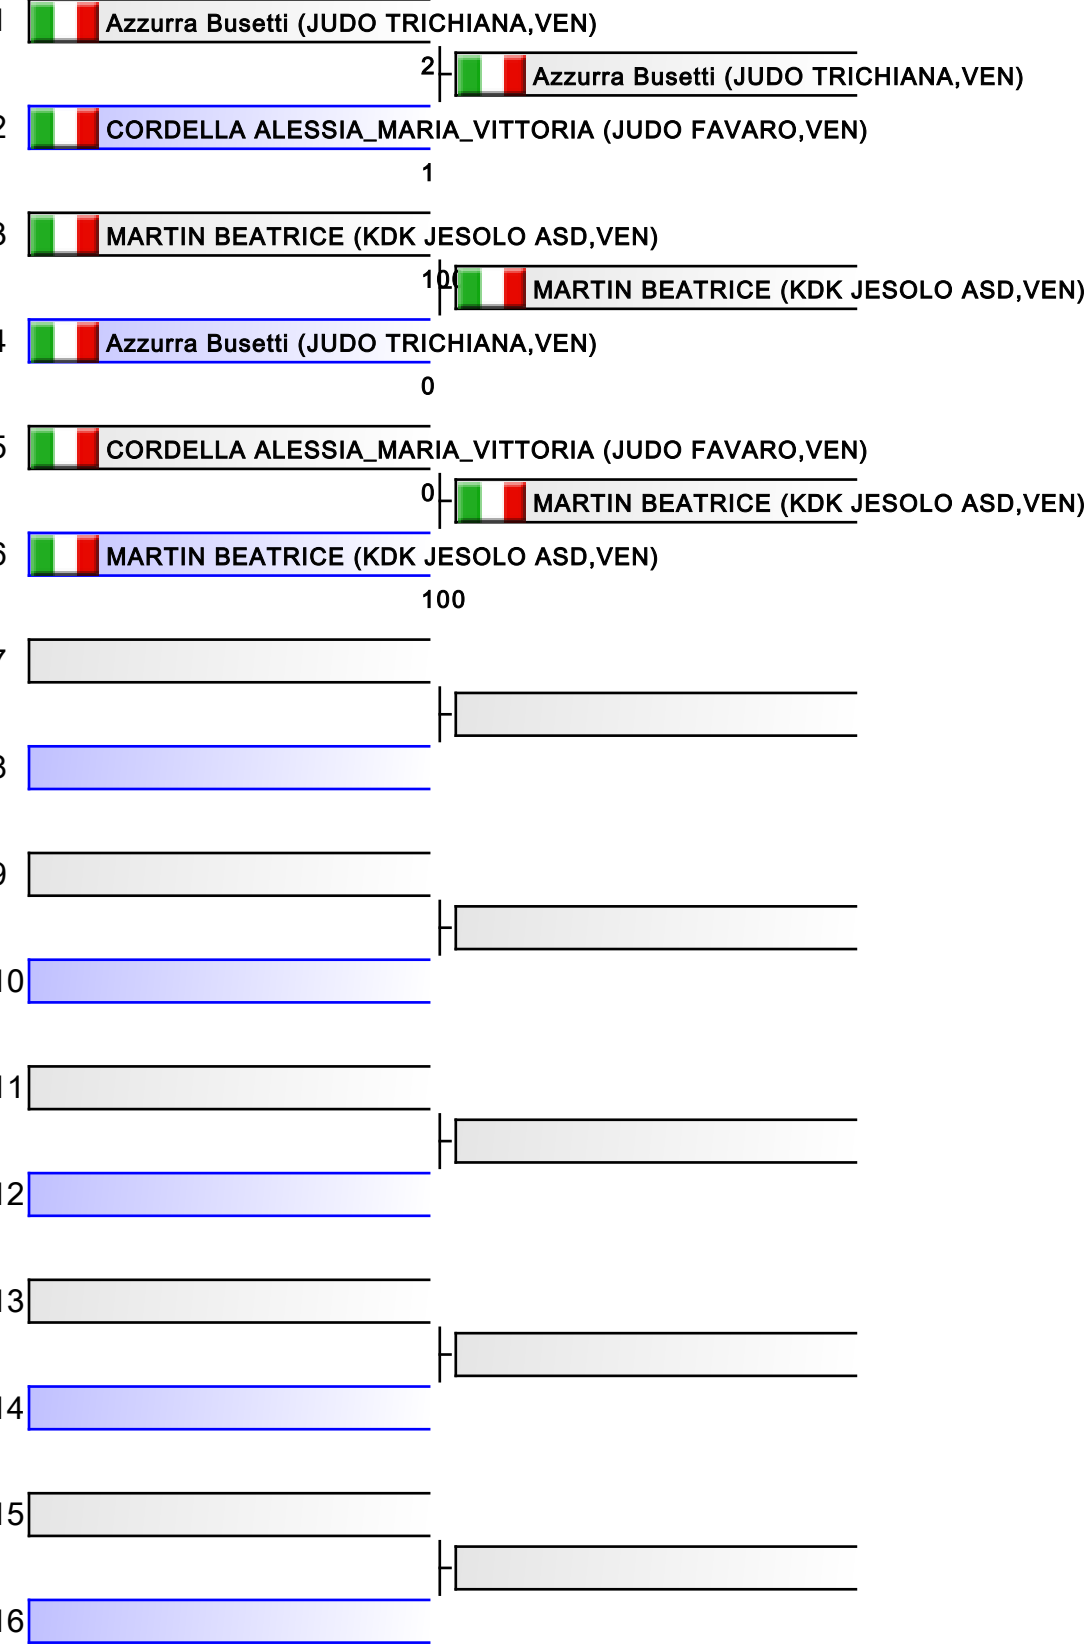 1
Azzurra Busetti (JUDO TRICHIANA,VEN)
2
Azzurra Busetti (JUDO TRICHIANA,VEN)
2
CORDELLA ALESSIA_MARIA_VITTORIA (JUDO FAVARO,VEN)
1
3
MARTIN BEATRICE (KDK JESOLO ASD,VEN)
100
MARTIN BEATRICE (KDK JESOLO ASD,VEN)
4
Azzurra Busetti (JUDO TRICHIANA,VEN)
0
5
CORDELLA ALESSIA_MARIA_VITTORIA (JUDO FAVARO,VEN)
0
MARTIN BEATRICE (KDK JESOLO ASD,VEN)
6
MARTIN BEATRICE (KDK JESOLO ASD,VEN)
100
7
8
9
10
11
12
13
14
15
16